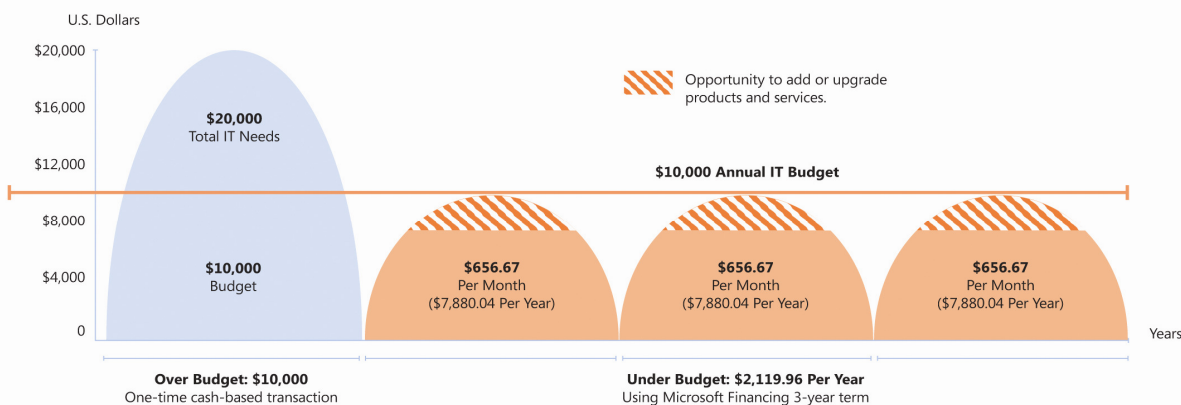 U.S. Dollars
$20,000
$16,000
$12,000
$8,000
$4,000
0
$20,000
Total IT Needs
$10,000
Budget
Opportunity to add or upgrade
products and services.
$10,000 Annual IT Budget
$656.67
Per Month
($7,880.04 Per Year)
$656.67
Per Month
($7,880.04 Per Year)
$656.67
Per Month
($7,880.04 Per Year)
Years
Over Budget: $10,000
One-time cash-based transaction
Under Budget: $2,119.96 Per Year
Using Microsoft Financing 3-year term